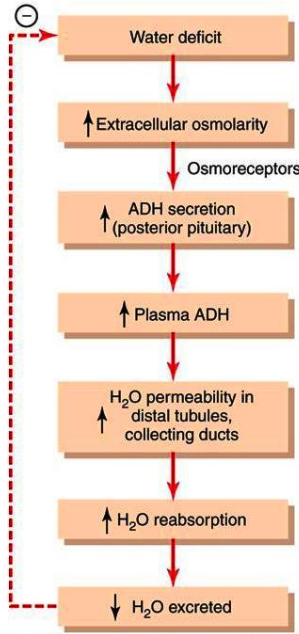 Water deficit
↑ Extracellular osmolarity
Osmoreceptors
↑ ADH secretion
(posterior pituitary)
↑ Plasma ADH
↑ H₂O permeability in
distal tubules,
collecting ducts
↑ H₂O reabsorption
↓ H₂O excreted